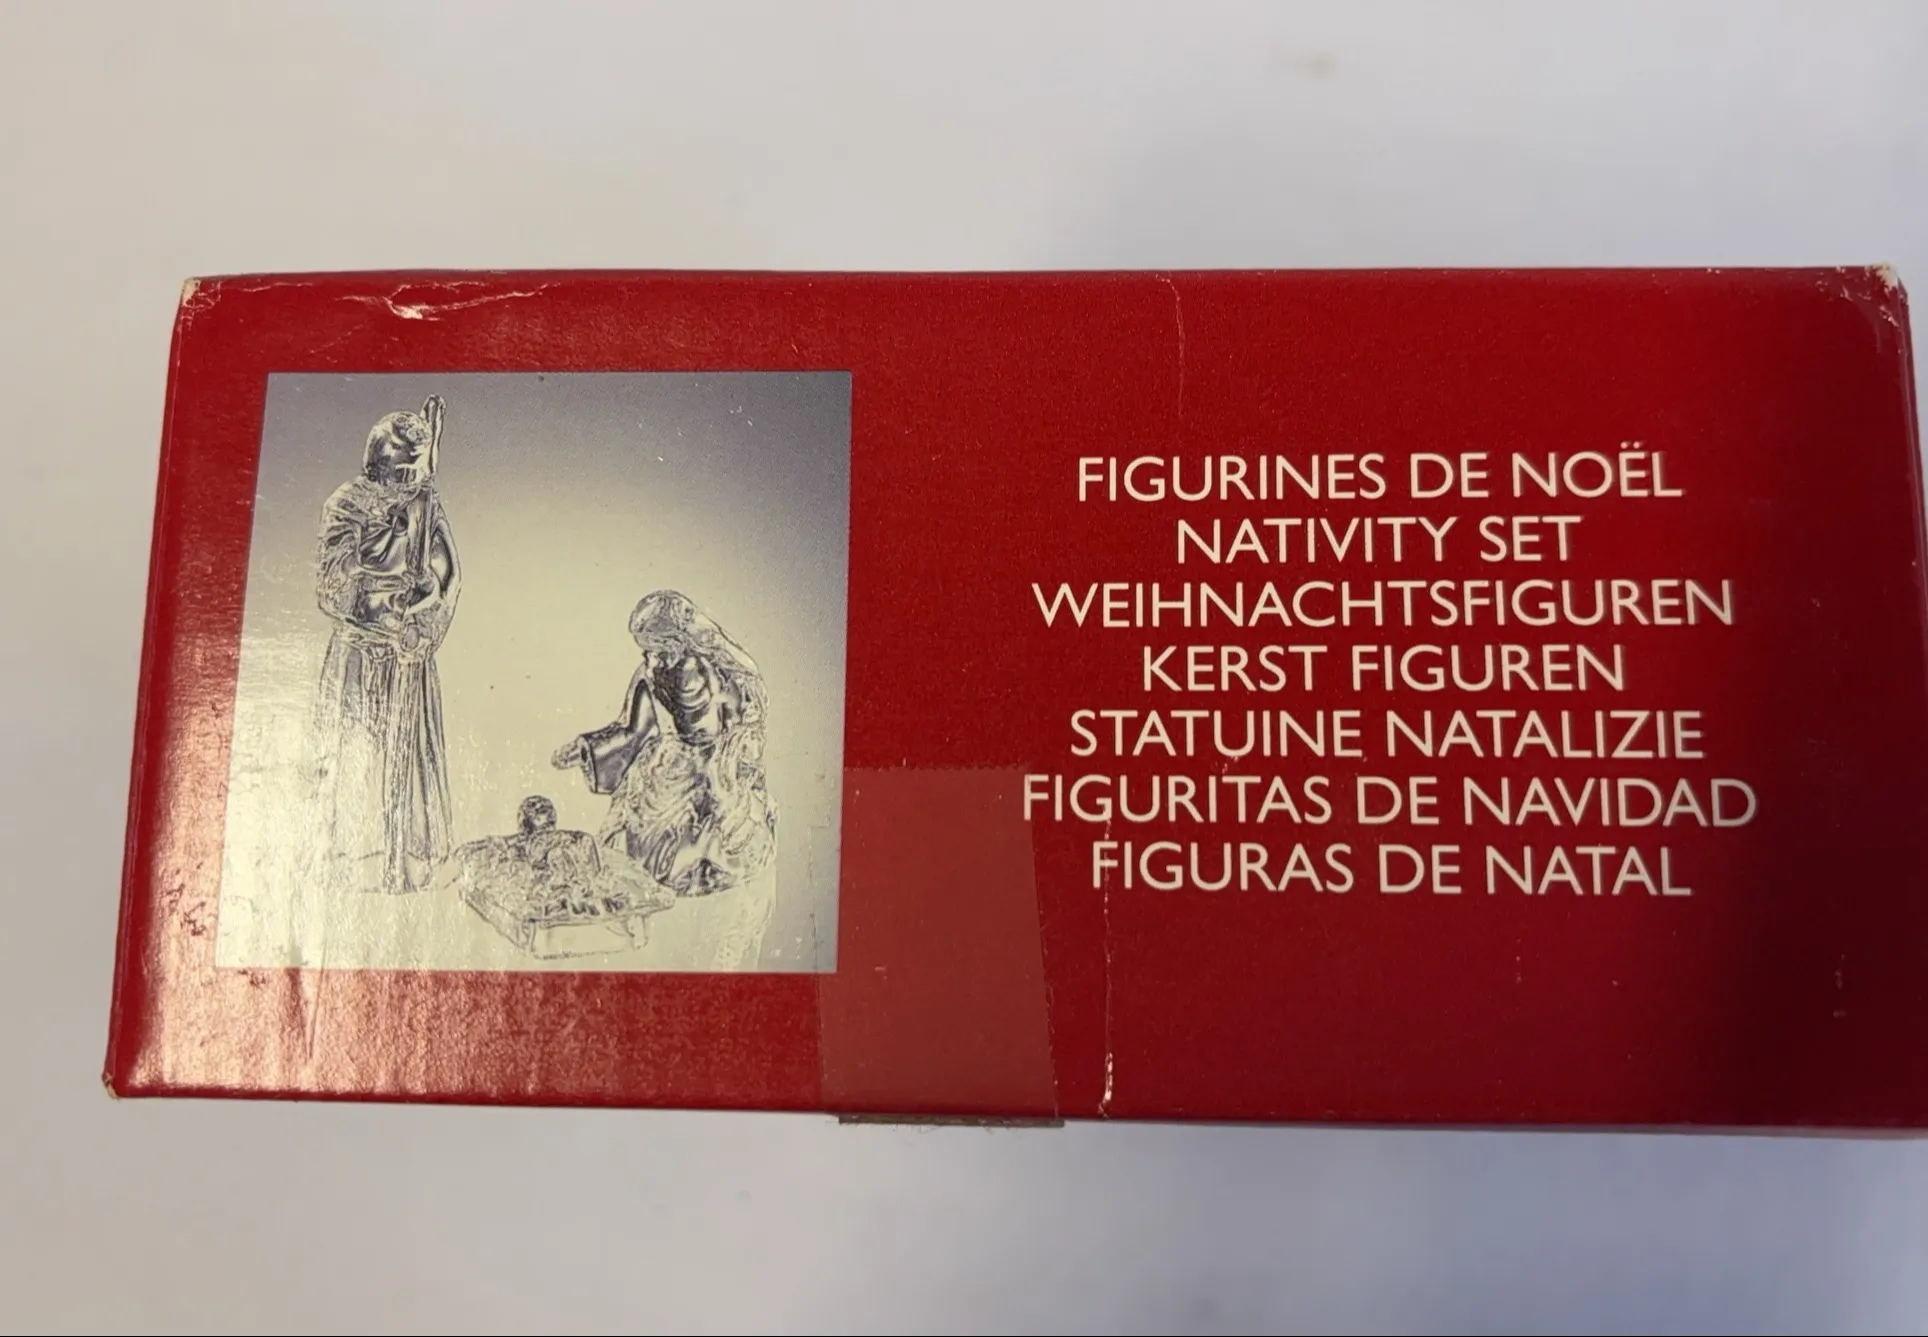 FIGURINES DE NOËL
NATIVITY SET
WEIHNACHTSFIGUREN
KERST FIGUREN
STATUINE NATALIZIE
FIGURITAS DE NAVIDAD
FIGURAS DE NATAL